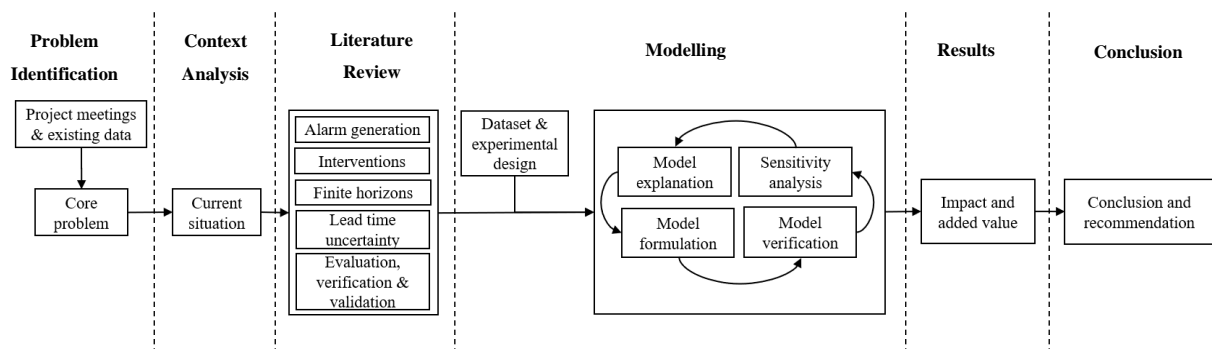 Problem
Identification
Project meetings
& existing data
Core
problem
Context
Analysis
Current
situation
Literature
Review
Alarm generation
Interventions
Finite horizons
Lead time
uncertainty
Evaluation,
verification &
validation
Modelling
Dataset &
experimental
design
Model
explanation
Sensitivity
analysis
Model
formulation
Model
verification
Results
Impact and
added value
Conclusion
Conclusion and
recommendation